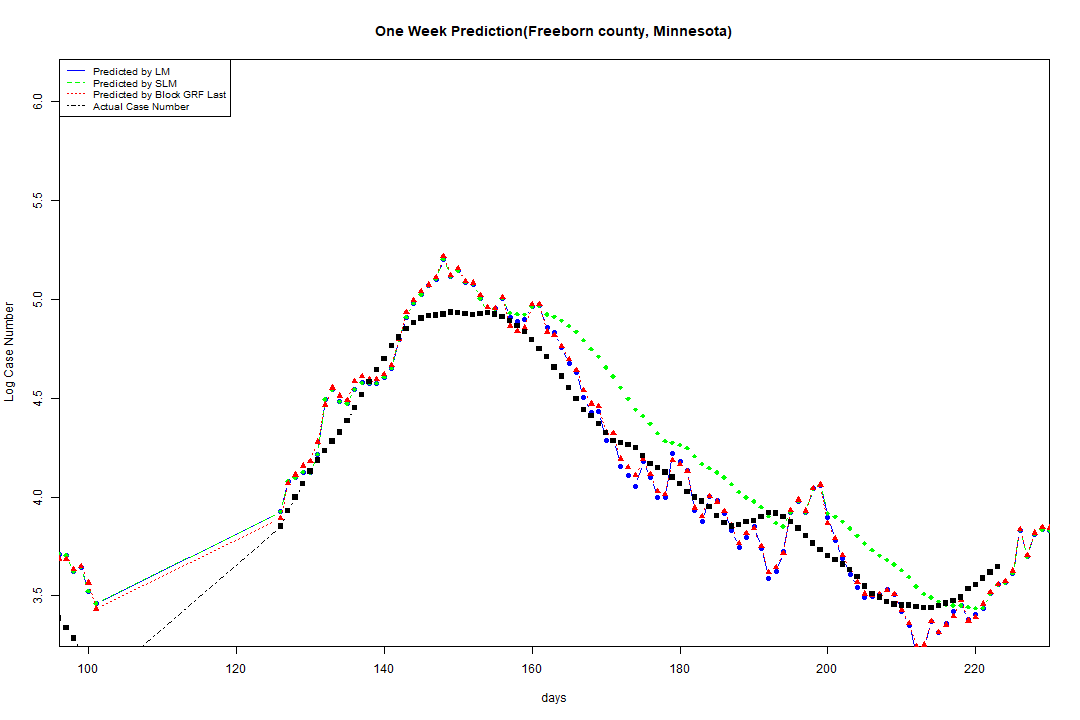 One Week Prediction(Freeborn county, Minnesota)
Predicted by LM
Predicted by SLM
Predicted by Block GRF Last
Actual Case Number
6.0
5.5
5.0
4.5
4.0
3.5
Log Case Number
100 120 140 160 180 200 220
days